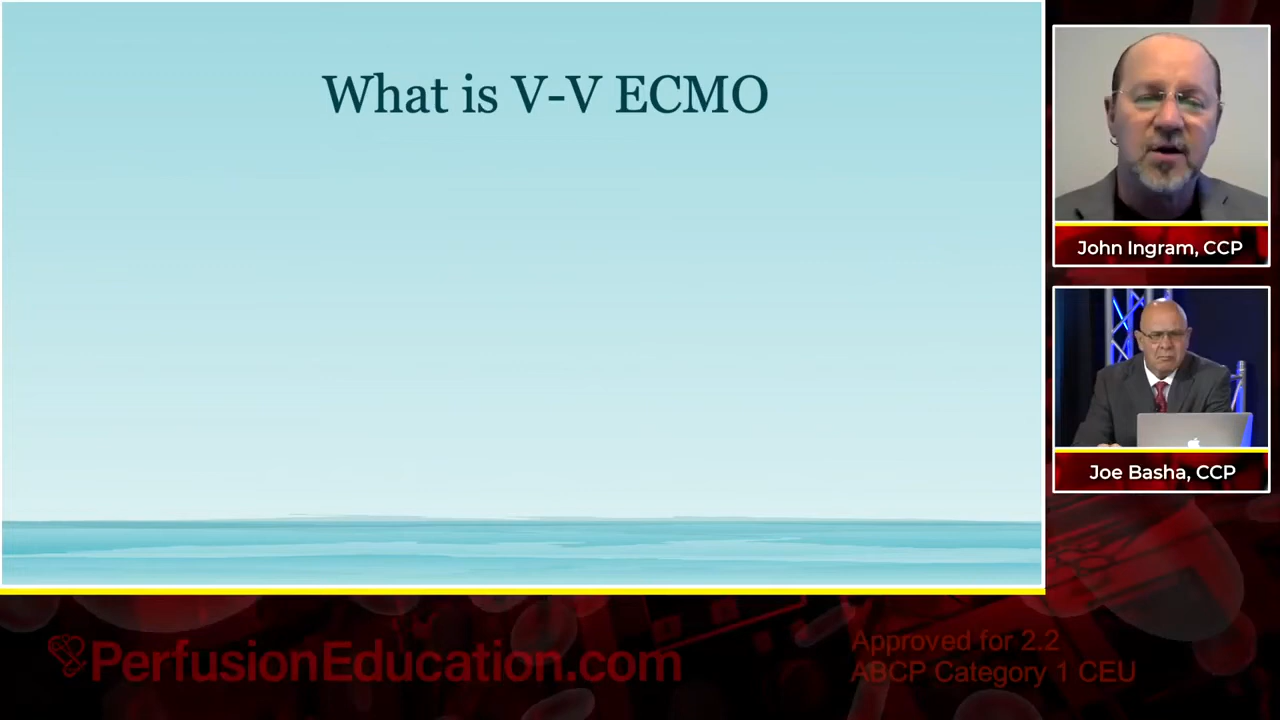 What is V-V ECMO
John Ingram, CCP
Joe Basha, CCP
PerfusionEducation.com
Approved for 2.2
ABCP Category 1 CEU